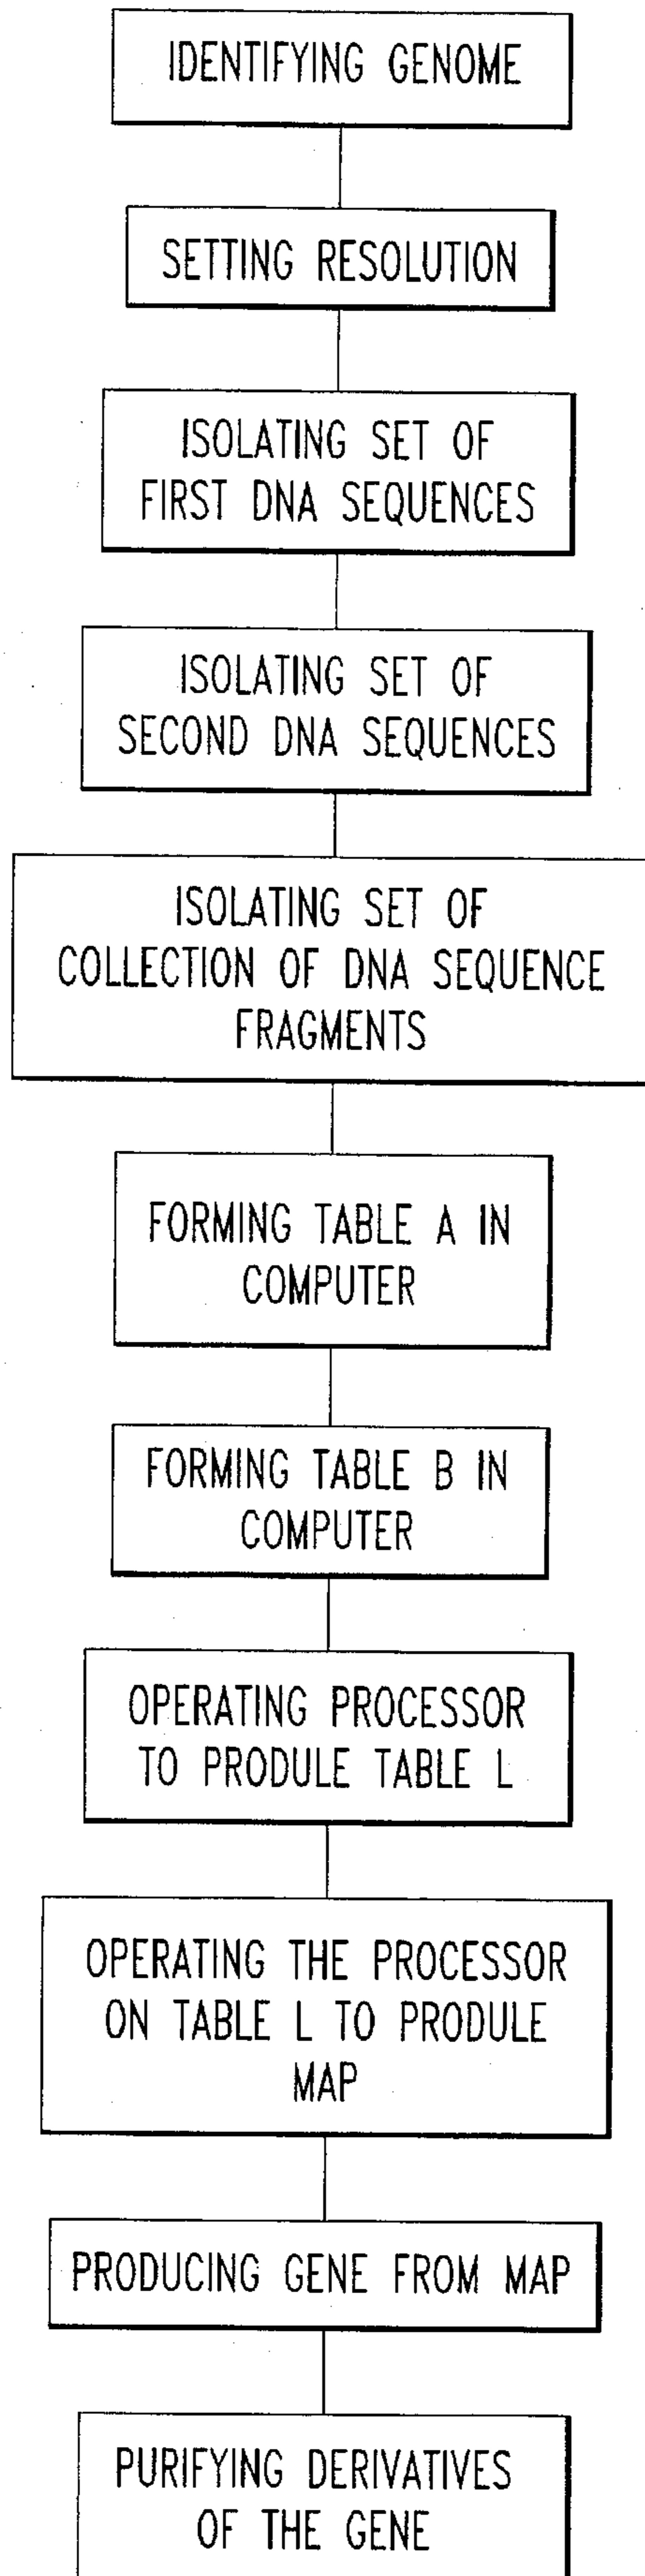 IDENTIFYING GENOME
SETTING RESOLUTION
ISOLATING SET OF
FIRST DNA SEQUENCES
ISOLATING SET OF
SECOND DNA SEQUENCES
ISOLATING SET OF
COLLECTION OF DNA SEQUENCE
FRAGMENTS
FORMING TABLE A IN
COMPUTER
FORMING TABLE B IN
COMPUTER
OPERATING PROCESSOR
TO PRODULE TABLE L
OPERATING THE PROCESSOR
ON TABLE L TO PRODULE
MAP
PRODUCING GENE FROM MAP
PURIFYING DERIVATIVES
OF THE GENE